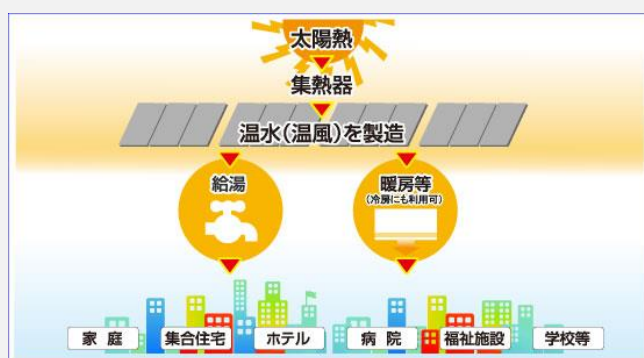 太陽熱
集熱器
温水(温風)を製造
給湯
暖房等
(冷房にも利用可)
家庭
集合住宅
ホテル
病院
福祉施設
学校等